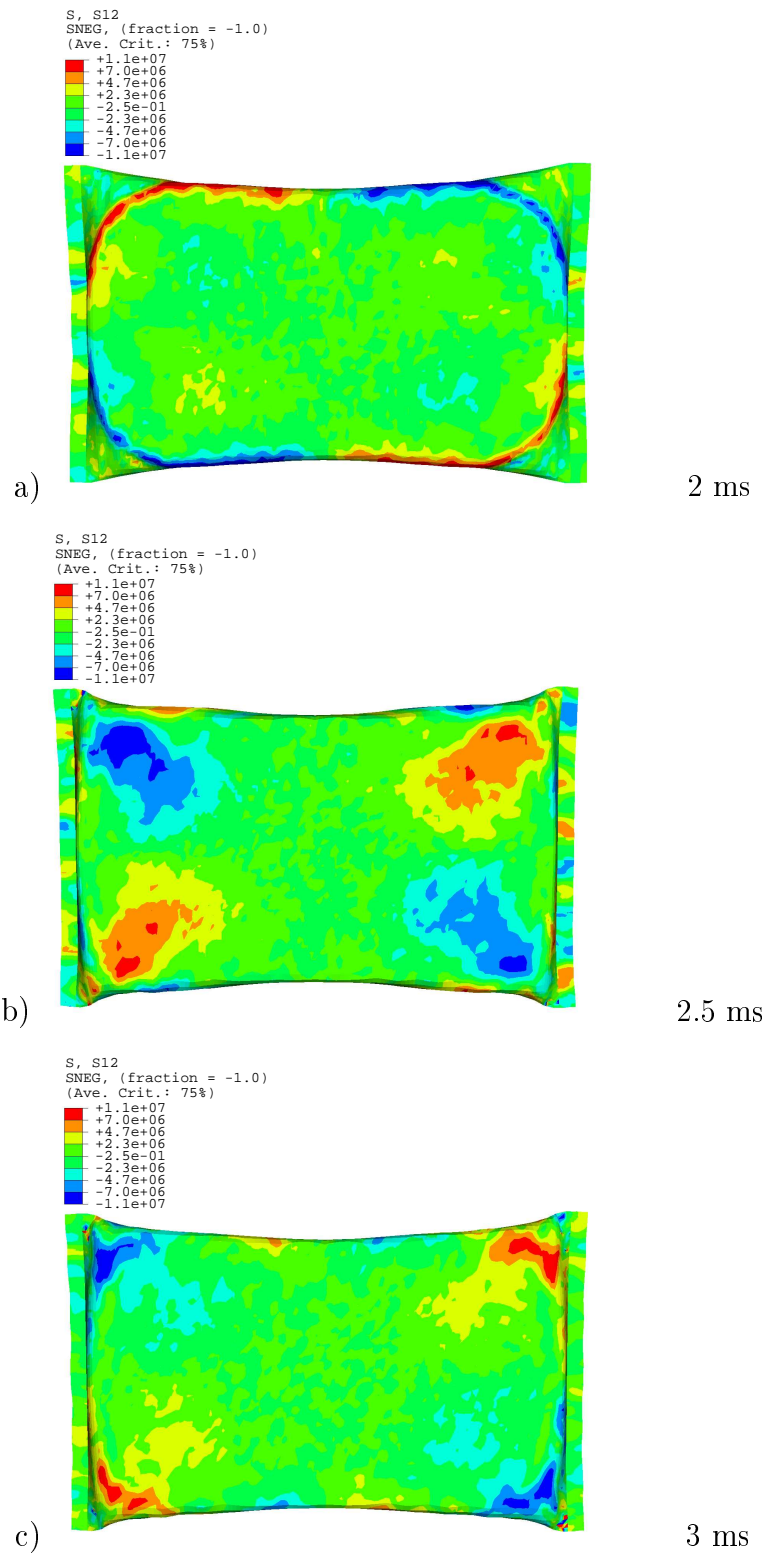 S, S12
SNEG, (fraction = -1.0)
(Ave. Crit.: 75%)
+1.1e+07
+7.0e+06
+4.7e+06
+2.3e+06
-2.5e-01
-2.3e+06
-4.7e+06
-7.0e+06
-1.1e+07
a)
2 ms
S, S12
SNEG, (fraction = -1.0)
(Ave. Crit.: 75%)
+1.1e+07
+7.0e+06
+4.7e+06
+2.3e+06
-2.5e-01
-2.3e+06
-4.7e+06
-7.0e+06
-1.1e+07
b)
2.5 ms
S, S12
SNEG, (fraction = -1.0)
(Ave. Crit.: 75%)
+1.1e+07
+7.0e+06
+4.7e+06
+2.3e+06
-2.5e-01
-2.3e+06
-4.7e+06
-7.0e+06
-1.1e+07
c)
3 ms